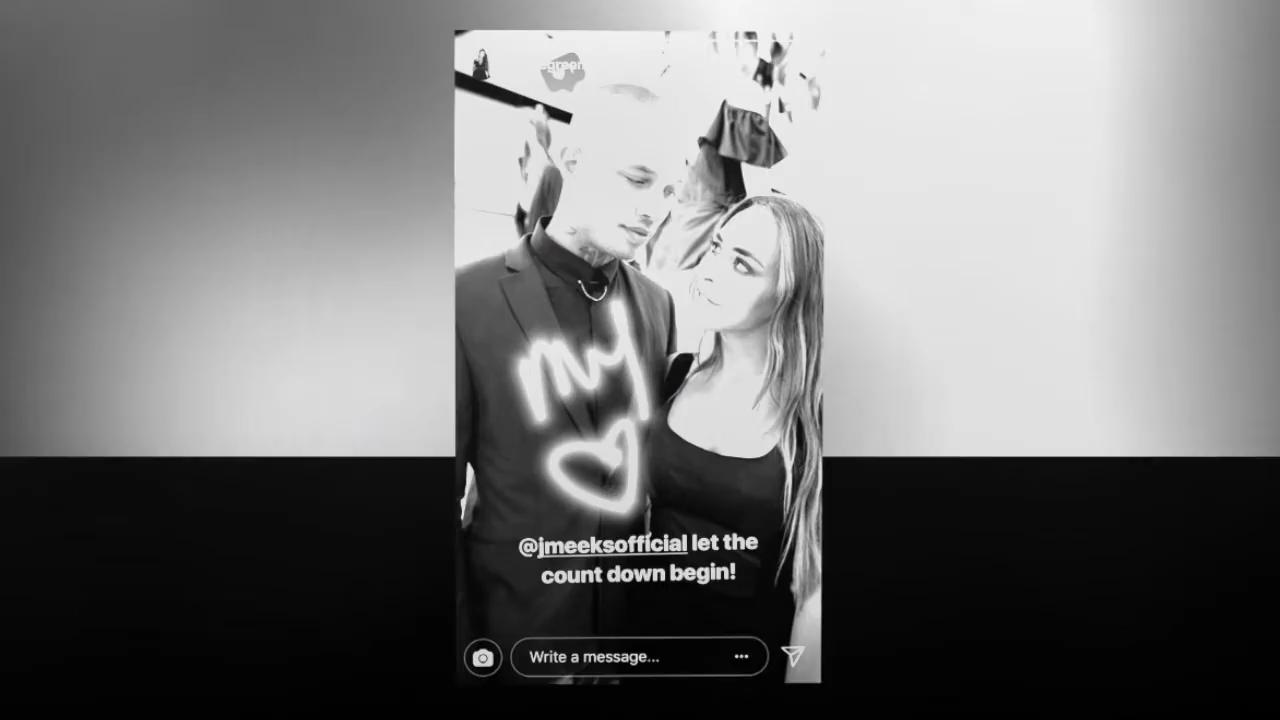 my
@jmeeksofficial let the
count down begin!
Write a message...